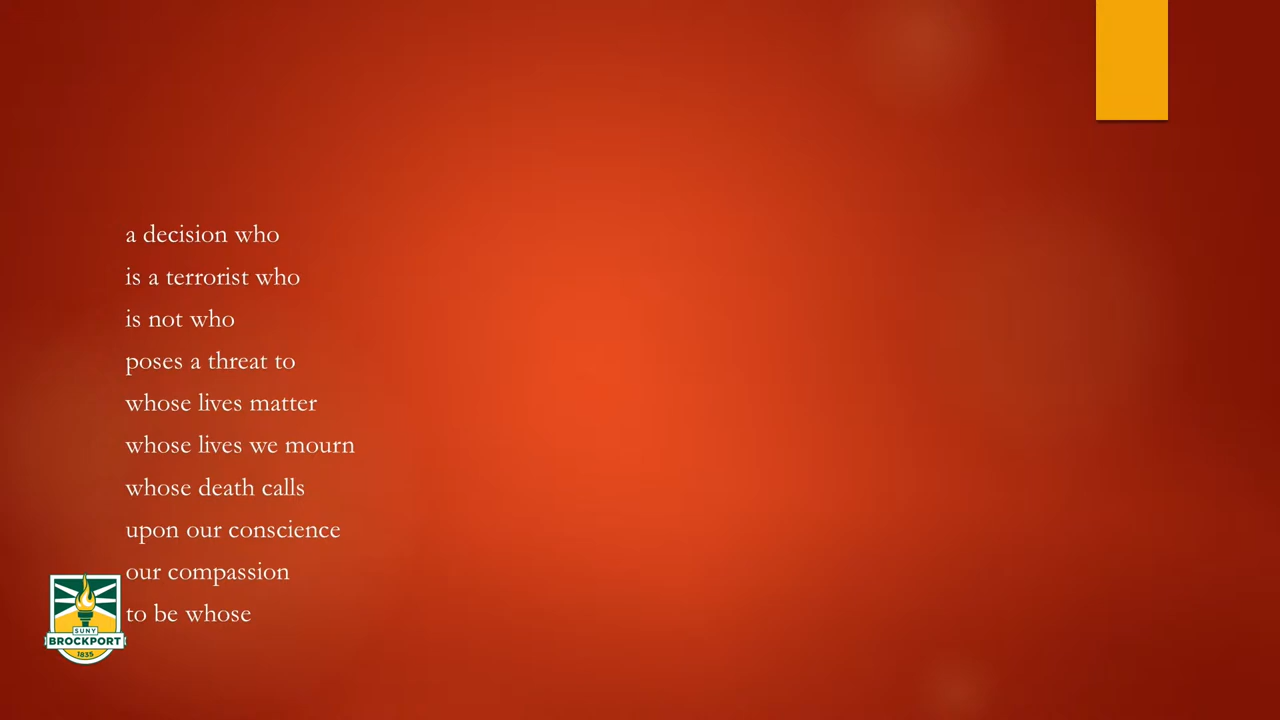 a decision who
is a terrorist who
is not who
poses a threat to
whose lives matter
whose lives we mourn
whose death calls
upon our conscience
our compassion
to be whose
SUNY
BROCKPORT
1835